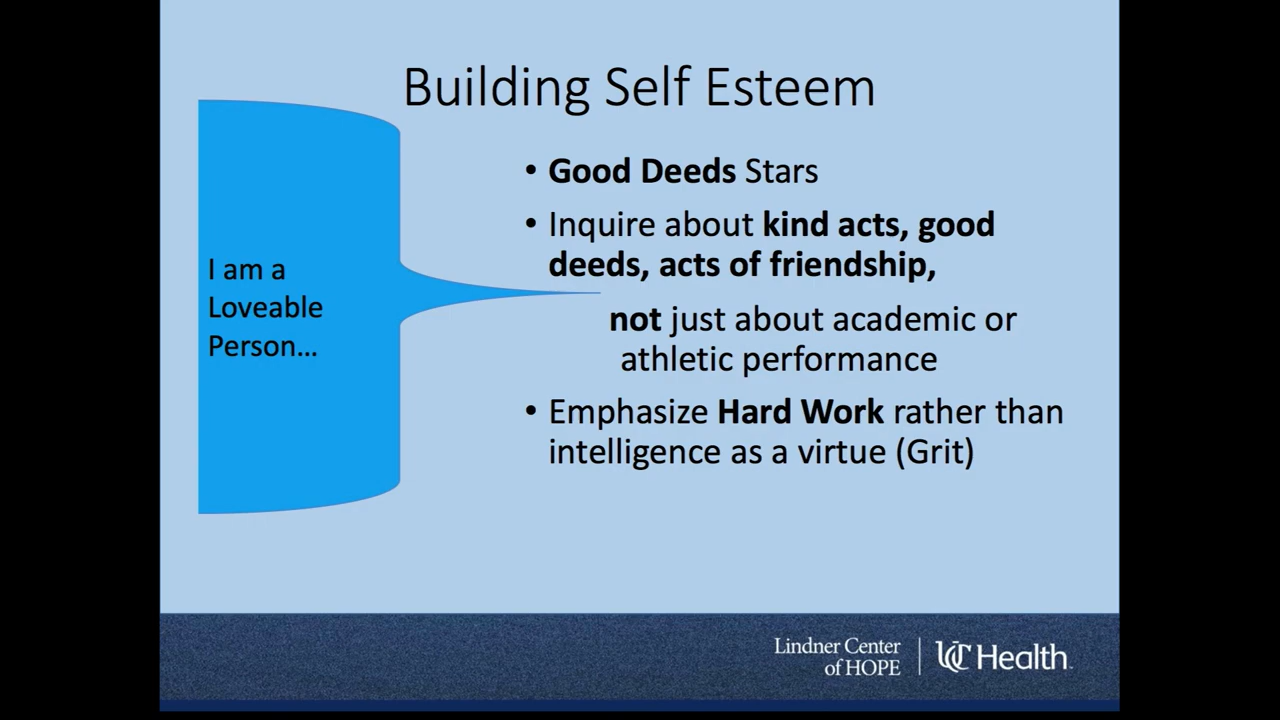 Building Self Esteem
I am a
Loveable
Person...
• Good Deeds Stars
• Inquire about kind acts, good
deeds, acts of friendship,
not just about academic or
athletic performance
• Emphasize Hard Work rather than
intelligence as a virtue (Grit)
Lindner Center
of HOPE
UC Health